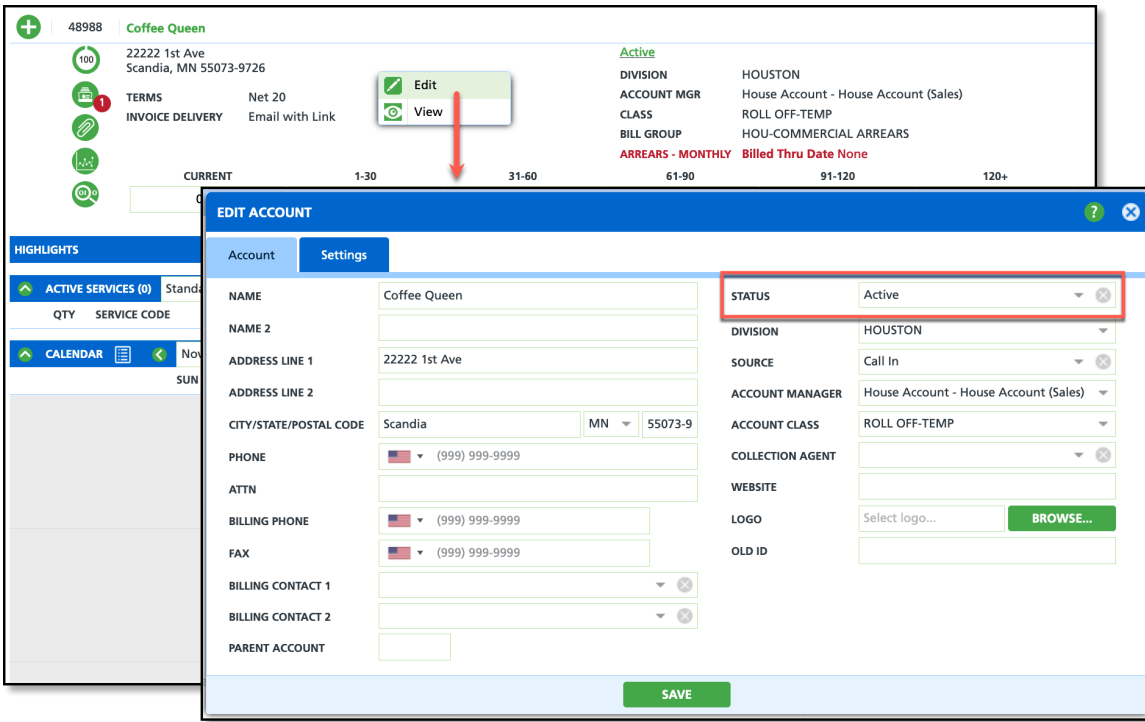 48988 Coffee Queen
100
22222 1st Ave
Scandia, MN 55073-9726
1
TERMS Net 20
INVOICE DELIVERY Email with Link
Edit
View
Active
DIVISION HOUSTON
ACCOUNT MGR House Account - House Account (Sales)
CLASS ROLL OFF-TEMP
BILL GROUP HOU-COMMERCIAL ARREARS
ARREARS - MONTHLY Billed Thru Date None
CURRENT 1-30 31-60 61-90 91-120 120+
0
HIGHLIGHTS
ACTIVE SERVICES (0) Standa
QTY SERVICE CODE
CALENDAR Nov
SUN
EDIT ACCOUNT ?
Account Settings
NAME Coffee Queen
NAME 2
ADDRESS LINE 1 22222 1st Ave
ADDRESS LINE 2
CITY/STATE/POSTAL CODE Scandia MN 55073-9
PHONE (999) 999-9999
ATTN
BILLING PHONE (999) 999-9999
FAX (999) 999-9999
BILLING CONTACT 1
BILLING CONTACT 2
PARENT ACCOUNT
STATUS Active
DIVISION HOUSTON
SOURCE Call In
ACCOUNT MANAGER House Account - House Account (Sales)
ACCOUNT CLASS ROLL OFF-TEMP
COLLECTION AGENT
WEBSITE
LOGO Select logo... BROWSE...
OLD ID
SAVE